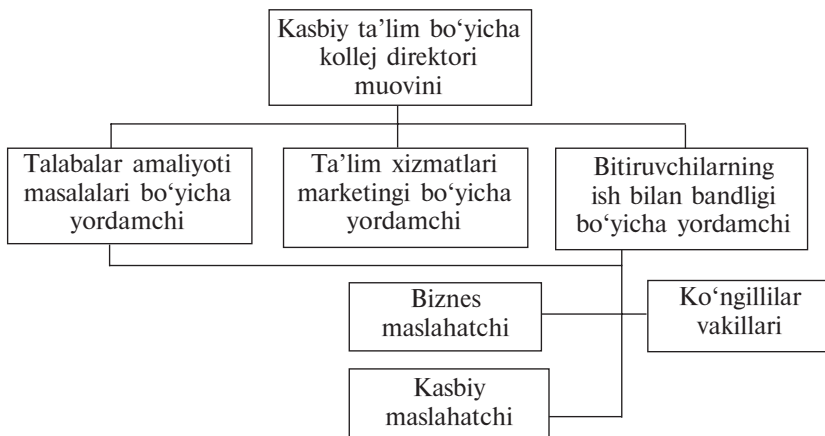 Kasbiy ta’lim bo‘yicha
kollej direktori
muovini
Talabalar amaliyoti
masalalari bo‘yicha
yordamchi
Ta’lim xizmatlari
marketingi bo‘yicha
yordamchi
Bitiruvchilarning
ish bilan bandligi
bo‘yicha yordamchi
Biznes
maslahatchi
Ko‘ngillilar
vakillari
Kasbiy
maslahatchi